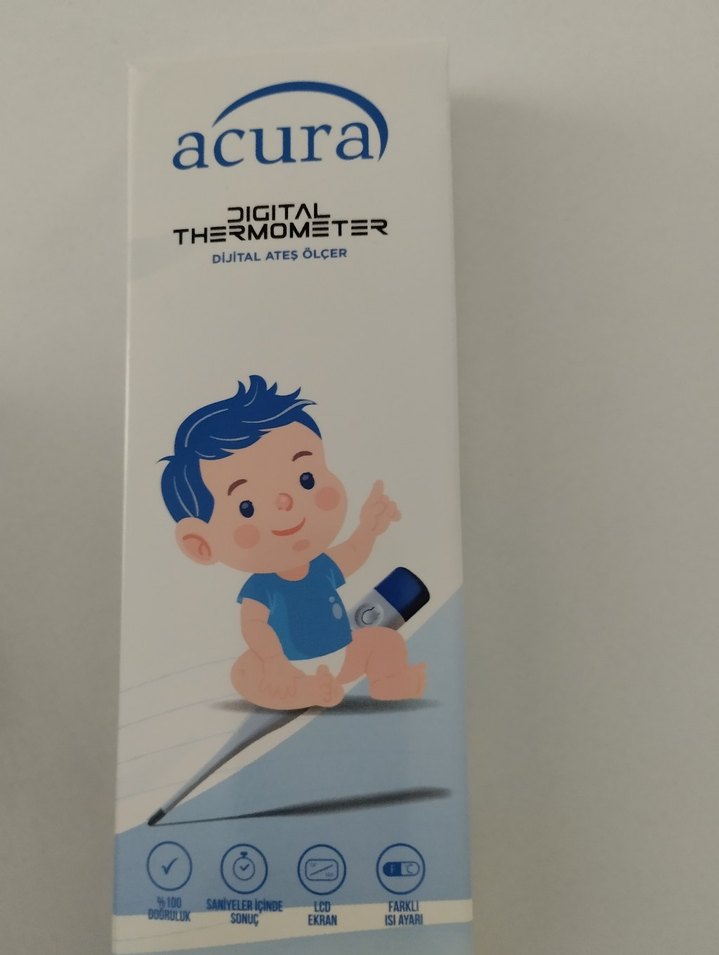 acura
DIGITAL
THERMOMETER
DİJİTAL ATEŞ ÖLÇER
%100
DOĞRULUK
SANİYELER İÇİNDE
SONUÇ
LCD
EKRAN
F C
FARKLI
ISI AYARI